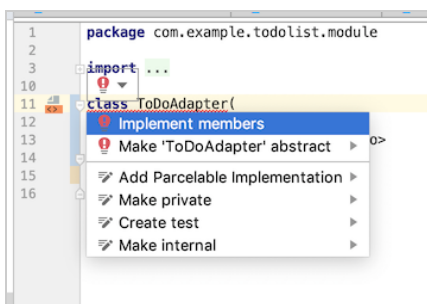 1 package com.example.todolist.module
2
3 import ...
10
11 class ToDoAdapter(
12 Implement members
13 Make 'ToDoAdapter' abstract o>
14
15 Add Parcelable Implementation
16 Make private
Create test
Make internal